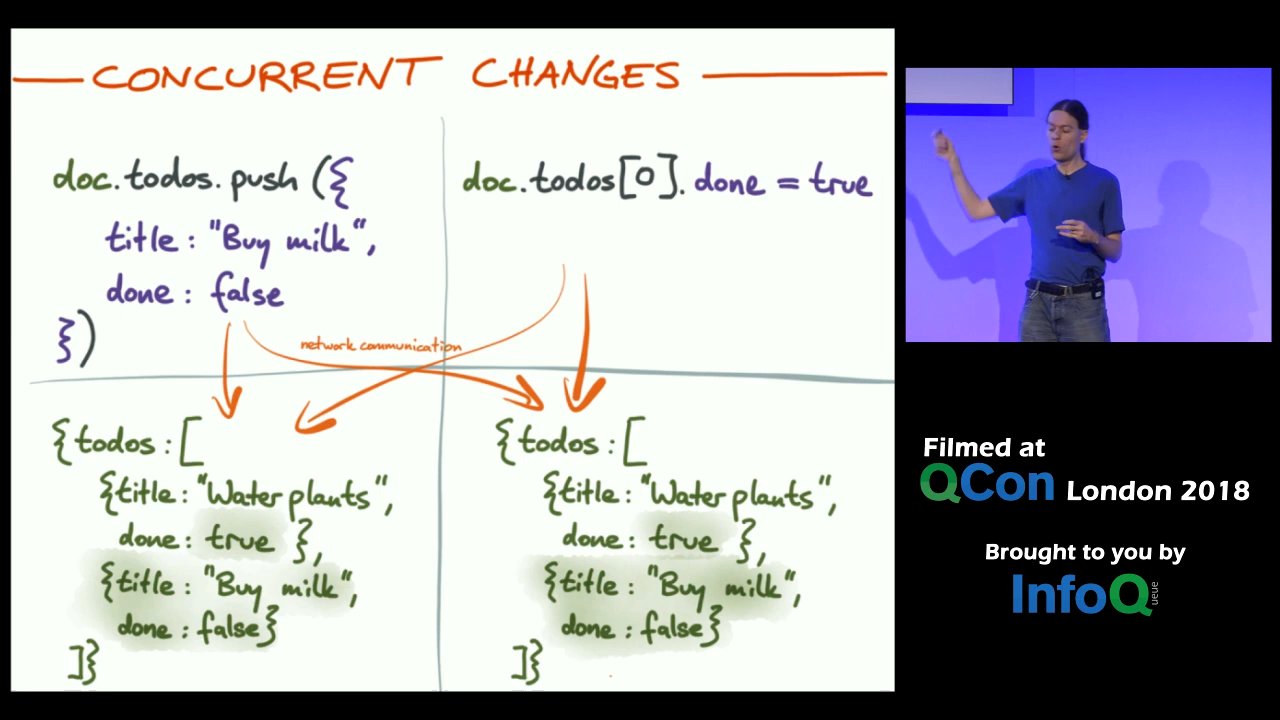 CONCURRENT CHANGES
doc.todos.push({
title: "Buy milk",
done: false
})
doc.todos[0].done = true
network communication
{todos:[
{title: "Water plants",
done: true },
{title: "Buy milk",
done: false}
]}
{todos:[
{title: "Water plants",
done: true },
{title: "Buy milk",
done: false}
]}
Filmed at
QCon London 2018
Brought to you by
InfoQueue